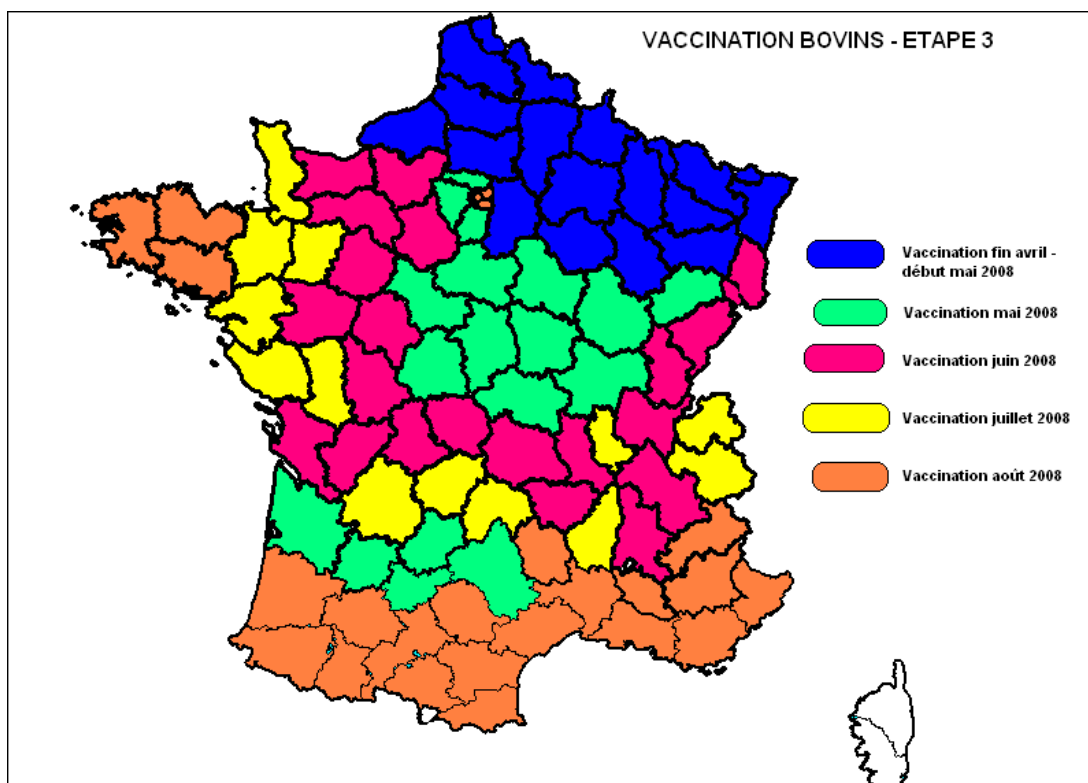 VACCINATION BOVINS - ETAPE 3
Vaccination fin avril -
début mai 2008
Vaccination mai 2008
Vaccination juin 2008
Vaccination juillet 2008
Vaccination août 2008